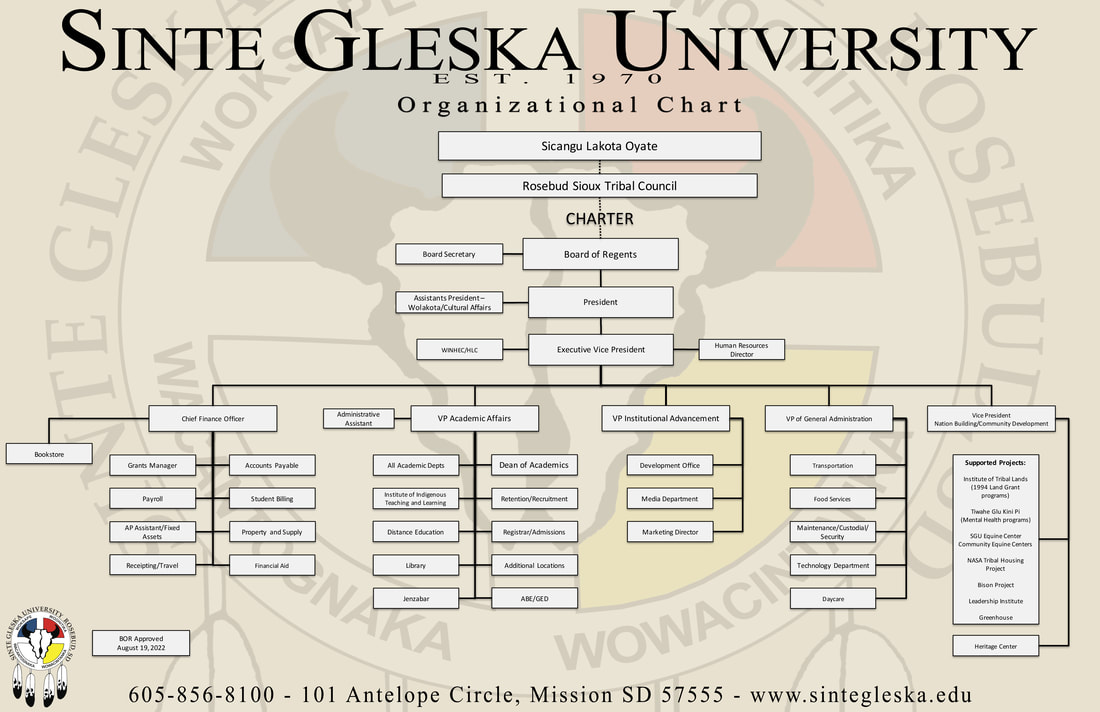 SINTE GLESKA UNIVERSITY
EST. 1970
Organizational Chart
Sicangu Lakota Oyate
Rosebud Sioux Tribal Council
CHARTER
Board Secretary
Board of Regents
Assistants President –
Wolakota/Cultural Affairs
President
WINHEC/HLC
Executive Vice President
Human Resources
Director
Chief Finance Officer
Administrative
Assistant
VP Academic Affairs
VP Institutional Advancement
VP of General Administration
Vice President
Nation Building/Community Development
Bookstore
Grants Manager
Accounts Payable
Payroll
Student Billing
AP Assistant/Fixed
Assets
Property and Supply
Receipting/Travel
Financial Aid
All Academic Depts
Dean of Academics
Institute of Indigenous
Teaching and Learning
Retention/Recruitment
Distance Education
Registrar/Admissions
Library
Additional Locations
Jenzabar
ABE/GED
Development Office
Media Department
Marketing Director
Transportation
Food Services
Maintenance/Custodial/
Security
Technology Department
Daycare
Supported Projects:
Institute of Tribal Lands
(1994 Land Grant
programs)
Tiwahe Glu Kini Pi
(Mental Health programs)
SGU Equine Center
Community Equine Centers
NASA Tribal Housing
Project
Bison Project
Leadership Institute
Greenhouse
Heritage Center
BOR Approved
August 19, 2022
SINTE GLESKA UNIVERSITY ROSEBUD, SD
605-856-8100 - 101 Antelope Circle, Mission SD 57555 - www.sintegleska.edu